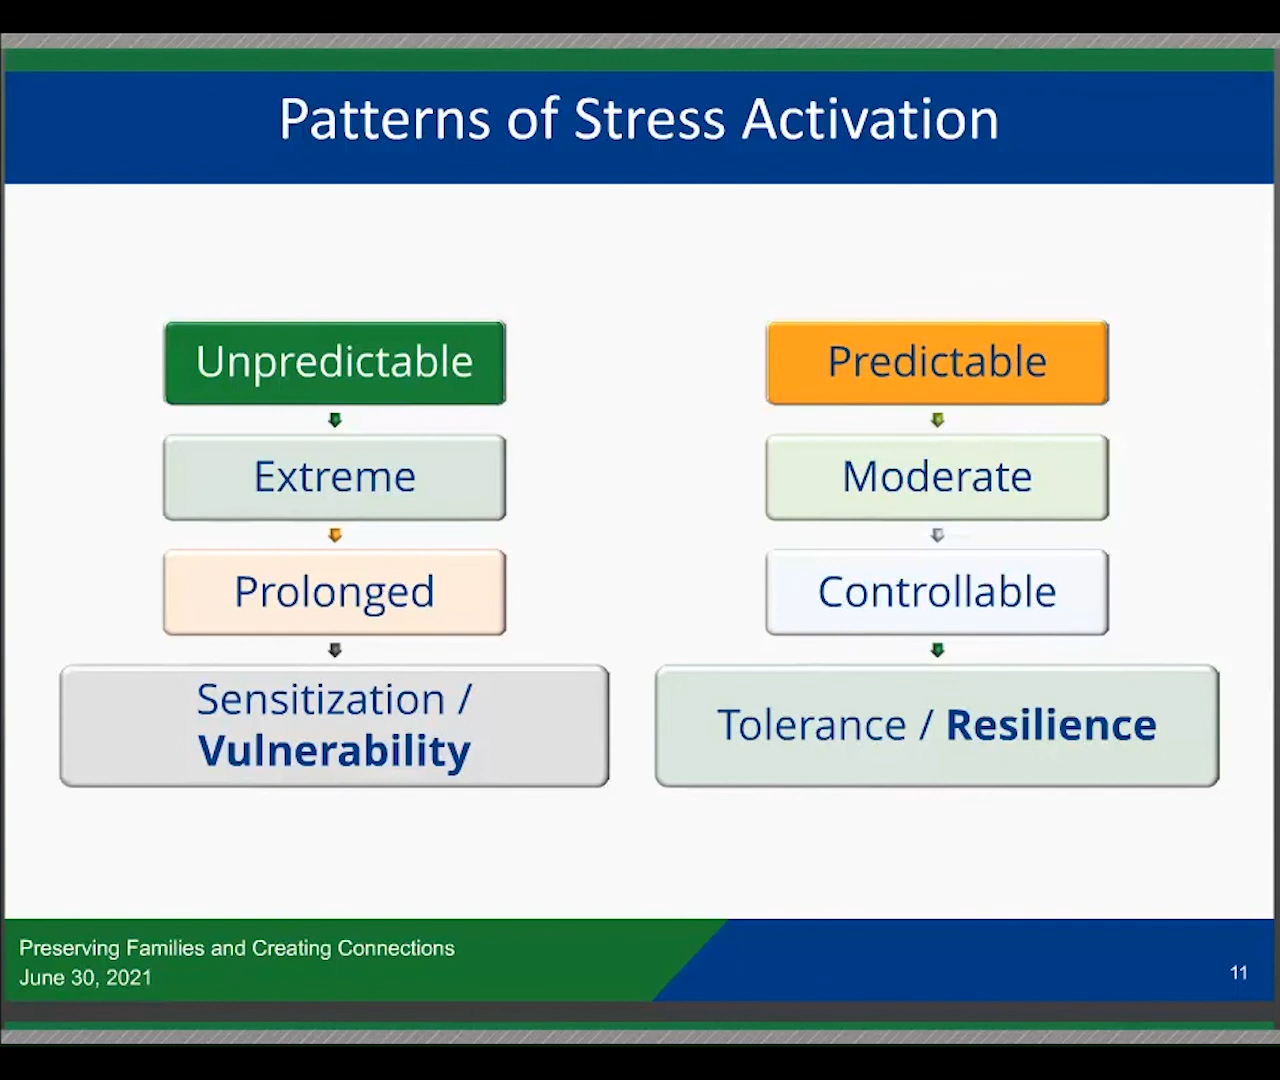 Patterns of Stress Activation
Unpredictable
Extreme
Prolonged
Sensitization /
Vulnerability
Predictable
Moderate
Controllable
Tolerance / Resilience
Preserving Families and Creating Connections
June 30, 2021
11